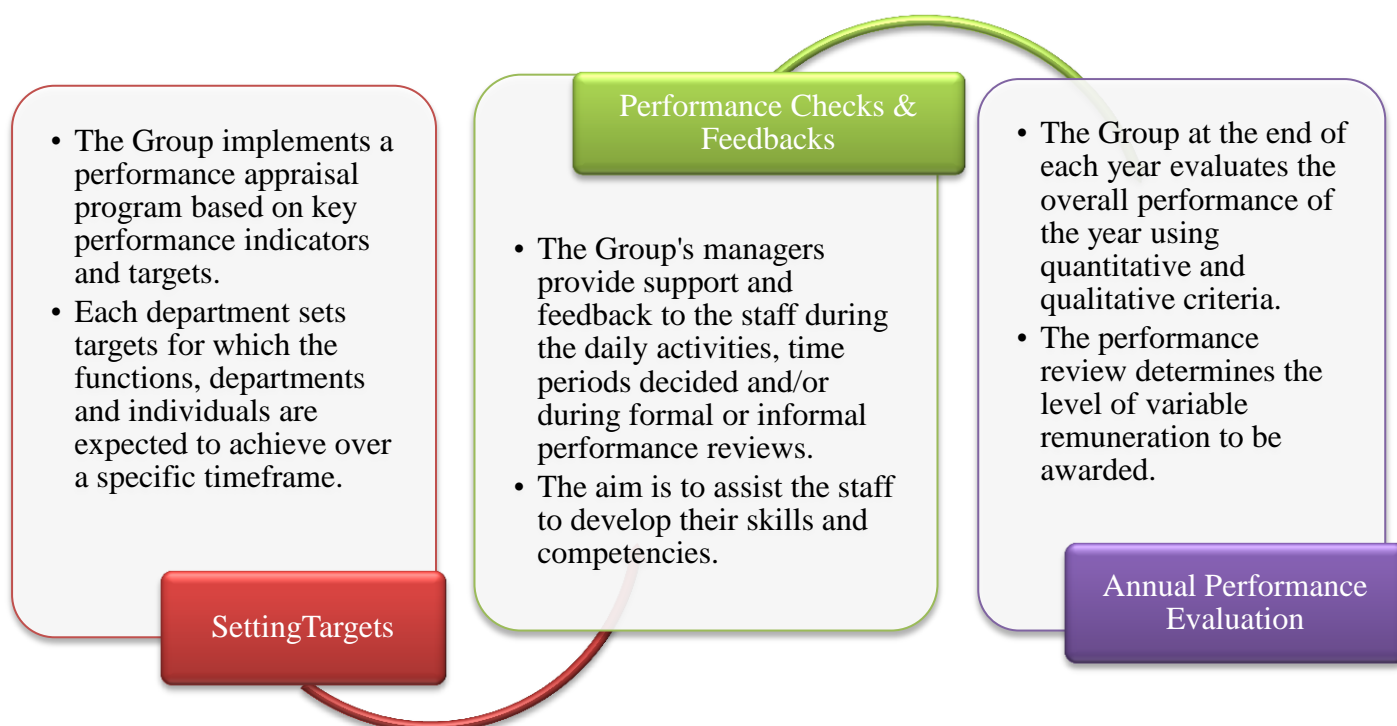 • The Group implements a
performance appraisal
program based on key
performance indicators
and targets.
• Each department sets
targets for which the
functions, departments
and individuals are
expected to achieve over
a specific timeframe.
SettingTargets
Performance Checks &
Feedbacks
• The Group's managers
provide support and
feedback to the staff during
the daily activities, time
periods decided and/or
during formal or informal
performance reviews.
• The aim is to assist the staff
to develop their skills and
competencies.
• The Group at the end of
each year evaluates the
overall performance of
the year using
quantitative and
qualitative criteria.
• The performance
review determines the
level of variable
remuneration to be
awarded.
Annual Performance
Evaluation